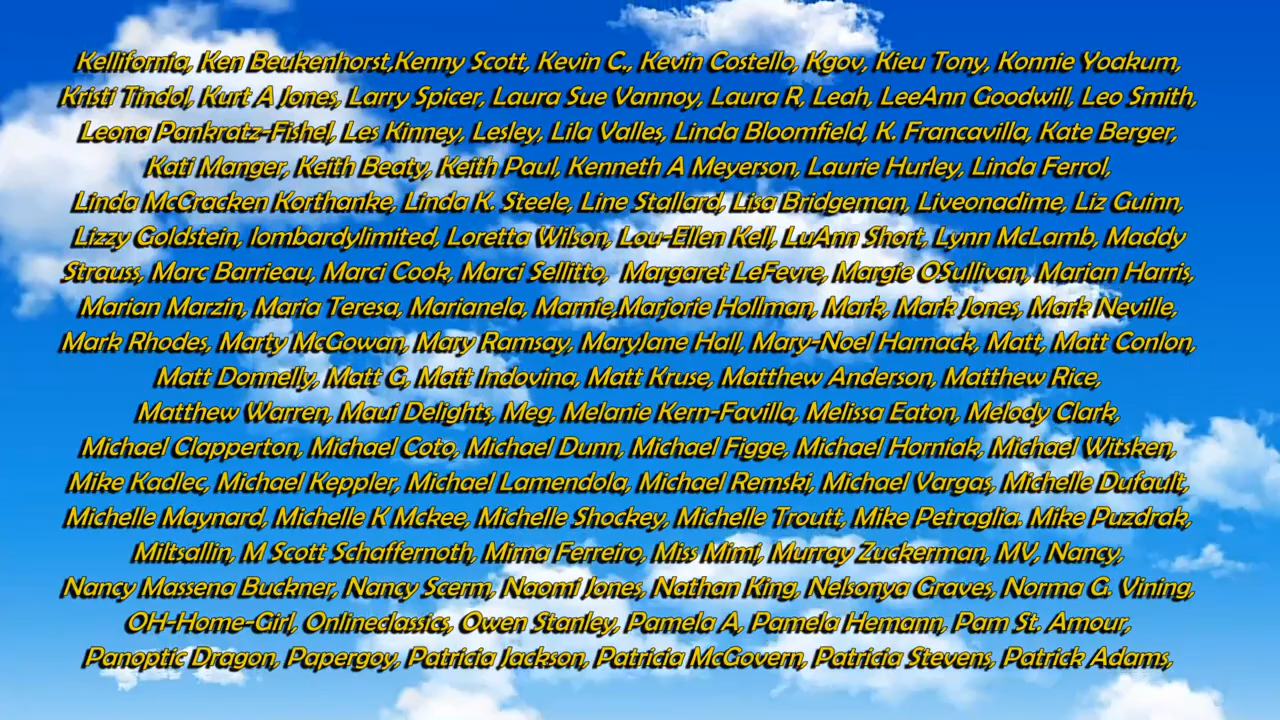 Kellifornia, Ken Beukenhorst,Kenny Scott, Kevin C., Kevin Costello, Kgov, Kieu Tony, Konnie Yoakum,
Kristi Tindol, Kurt A Jones, Larry Spicer, Laura Sue Vannoy, Laura R, Leah, LeeAnn Goodwill, Leo Smith,
Leona Pankratz-Fishel, Les Kinney, Lesley, Lila Valles, Linda Bloomfield, K. Francavilla, Kate Berger,
Kati Manger, Keith Beaty, Keith Paul, Kenneth A Meyerson, Laurie Hurley, Linda Ferrol,
Linda McCracken Korthanke, Linda K. Steele, Line Stallard, Lisa Bridgeman, Liveonadime, Liz Guinn,
Lizzy Goldstein, lombardylimited, Loretta Wilson, Lou-Ellen Kell, LuAnn Short, Lynn McLamb, Maddy
Strauss, Marc Barrieau, Marci Cook, Marci Sellitto,  Margaret LeFevre, Margie OSullivan, Marian Harris,
Marian Marzin, Maria Teresa, Marianela, Marnie,Marjorie Hollman, Mark, Mark Jones, Mark Neville,
Mark Rhodes, Marty McGowan, Mary Ramsay, MaryJane Hall, Mary-Noel Harnack, Matt, Matt Conlon,
Matt Donnelly, Matt G, Matt Indovina, Matt Kruse, Matthew Anderson, Matthew Rice,
Matthew Warren, Maui Delights, Meg, Melanie Kern-Favilla, Melissa Eaton, Melody Clark,
Michael Clapperton, Michael Coto, Michael Dunn, Michael Figge, Michael Horniak, Michael Witsken,
Mike Kadlec, Michael Keppler, Michael Lamendola, Michael Remski, Michael Vargas, Michelle Dufault,
Michelle Maynard, Michelle K Mckee, Michelle Shockey, Michelle Troutt, Mike Petraglia. Mike Puzdrak,
Miltsallin, M Scott Schaffernoth, Mirna Ferreiro, Miss Mimi, Murray Zuckerman, MV, Nancy,
Nancy Massena Buckner, Nancy Scerm, Naomi Jones, Nathan King, Nelsonya Graves, Norma G. Vining,
OH-Home-Girl, Onlineclassics, Owen Stanley, Pamela A, Pamela Hemann, Pam St. Amour,
Panoptic Dragon, Papergoy, Patricia Jackson, Patricia McGovern, Patricia Stevens, Patrick Adams,